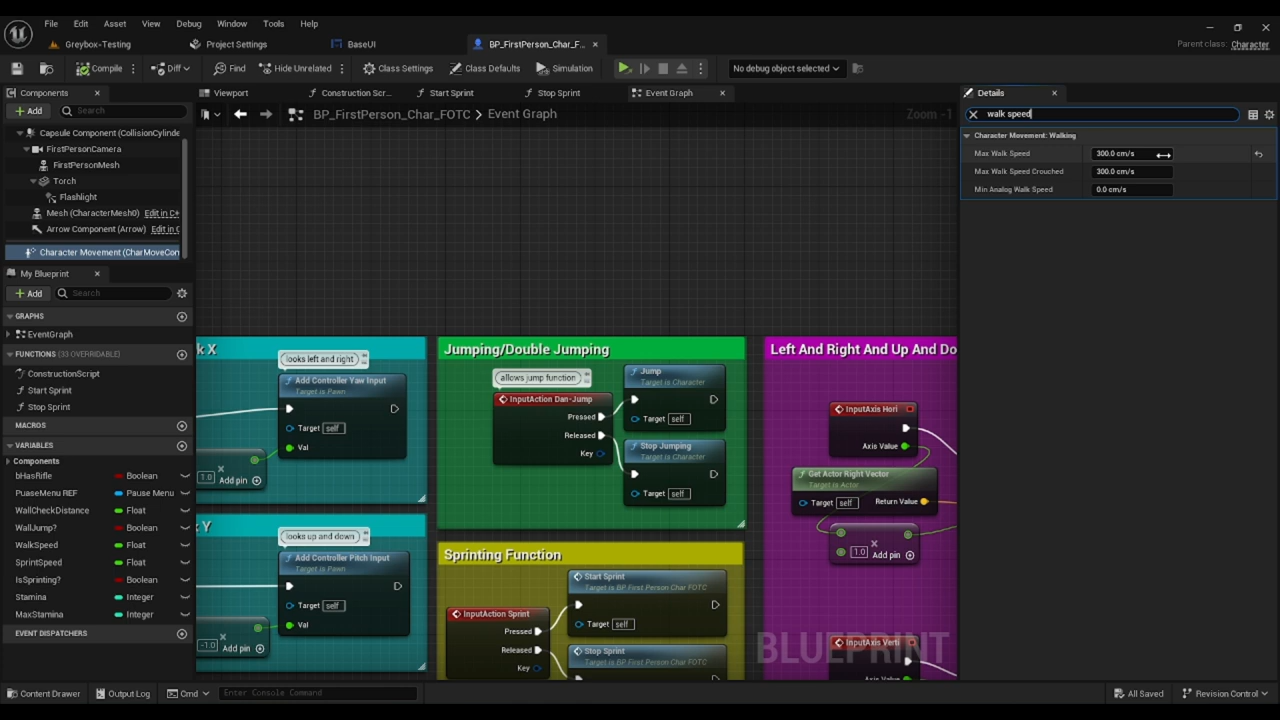 File Edit Asset View Debug Window Tools Help
Greybox-Testing Project Settings BaseUI BP_FirstPerson_Char_F...
Parent class: Character
Compile Diff Find Hide Unrelated Class Settings Class Defaults Simulation No debug object selected
Components
Add Search
Capsule Component (CollisionCylinde
FirstPersonCamera
FirstPersonMesh
Torch
Flashlight
Mesh (CharacterMesh0) Edit in C+
Arrow Component (Arrow) Edit in C
Character Movement (CharMoveCon
My Blueprint
Add Search
GRAPHS
EventGraph
FUNCTIONS (33 OVERRIDABLE)
ConstructionScript
Start Sprint
Stop Sprint
MACROS
VARIABLES
Components
bHasRifle Boolean
PuaseMenu REF Pause Menu
WallCheckDistance Float
WallJump? Boolean
WalkSpeed Float
SprintSpeed Float
IsSprinting? Boolean
Stamina Integer
MaxStamina Integer
EVENT DISPATCHERS
Viewport Construction Scr... Start Sprint Stop Sprint Event Graph
BP_FirstPerson_Char_FOTC > Event Graph Zoom -1
k X
looks left and right
Add Controller Yaw Input
Target is Pawn
Target self
Val
1.0 × Add pin
Y
looks up and down
Add Controller Pitch Input
Target is Pawn
Target self
Val
-1.0 × Add pin
Jumping/Double Jumping
allows jump function
InputAction Dan-Jump
Pressed
Released
Key
Jump
Target is Character
Target self
Stop Jumping
Target is Character
Target self
Sprinting Function
InputAction Sprint
Pressed
Released
Key
Start Sprint
Target is BP First Person Char FOTC
Target self
Stop Sprint
Target is BP First Person Char FOTC
Left And Right And Up And Do
InputAxis Hori
Axis Value
Get Actor Right Vector
Target is Actor
Target self Return Value
1.0 × Add pin
InputAxis Verti
BLUEPRINT
Details
walk speed
Character Movement: Walking
Max Walk Speed 300.0 cm/s
Max Walk Speed Crouched 300.0 cm/s
Min Analog Walk Speed 0.0 cm/s
Content Drawer Output Log Cmd Enter Console Command All Saved Revision Control